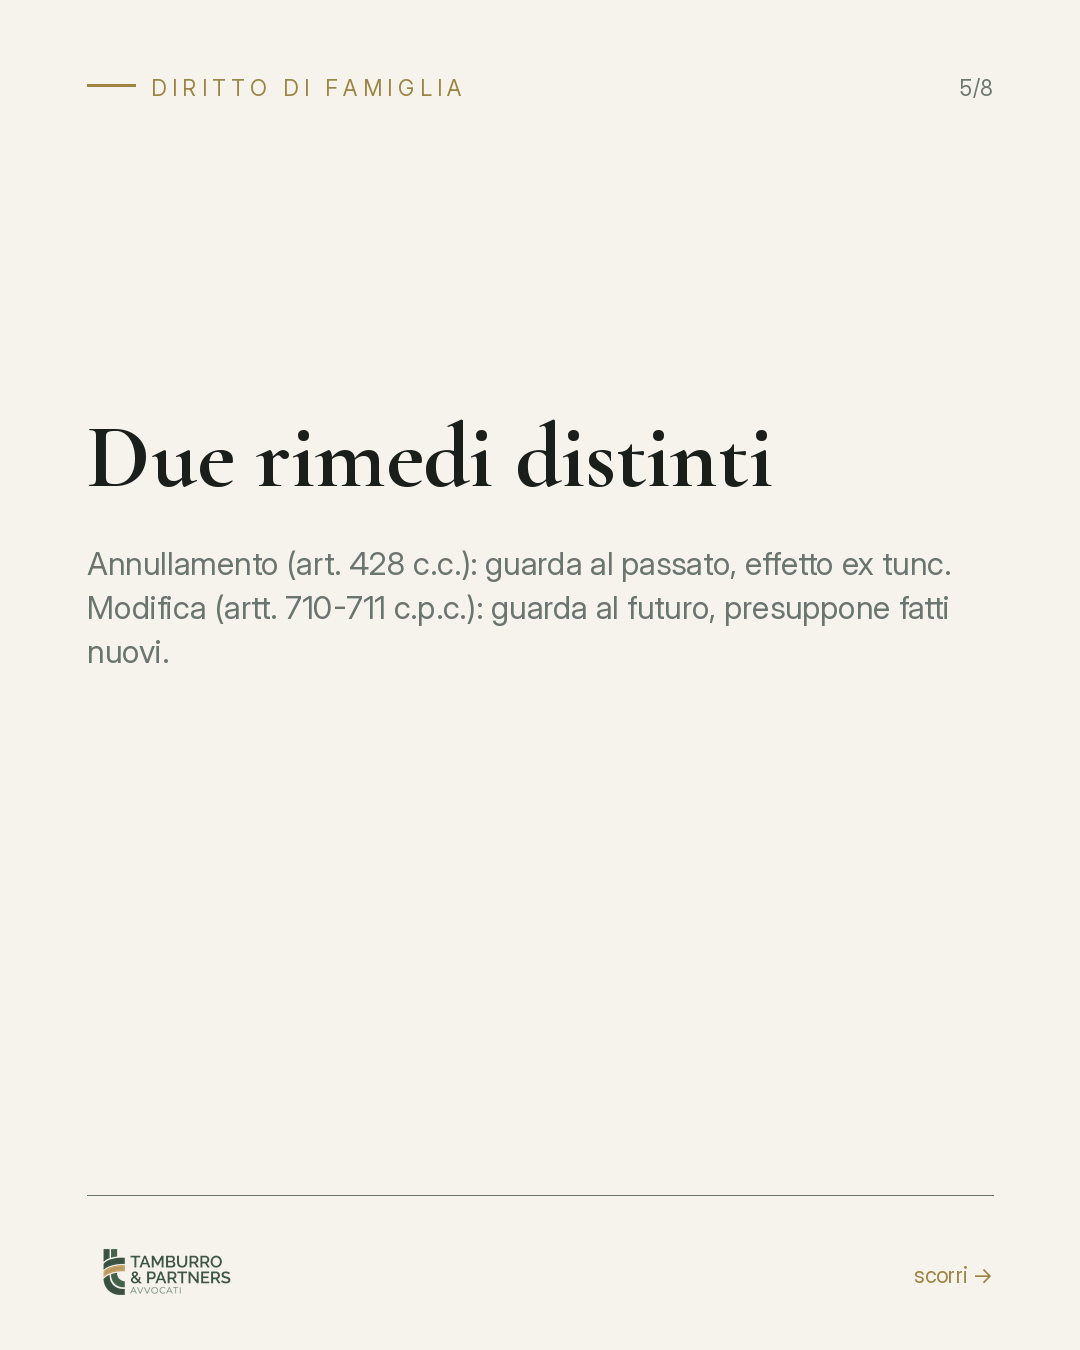 DIRITTO DI FAMIGLIA
5/8
Due rimedi distinti
Annullamento (art. 428 c.c.): guarda al passato, effetto ex tunc.
Modifica (artt. 710-711 c.p.c.): guarda al futuro, presuppone fatti
nuovi.
TAMBURRO
& PARTNERS
AVVOCATI
scorri →